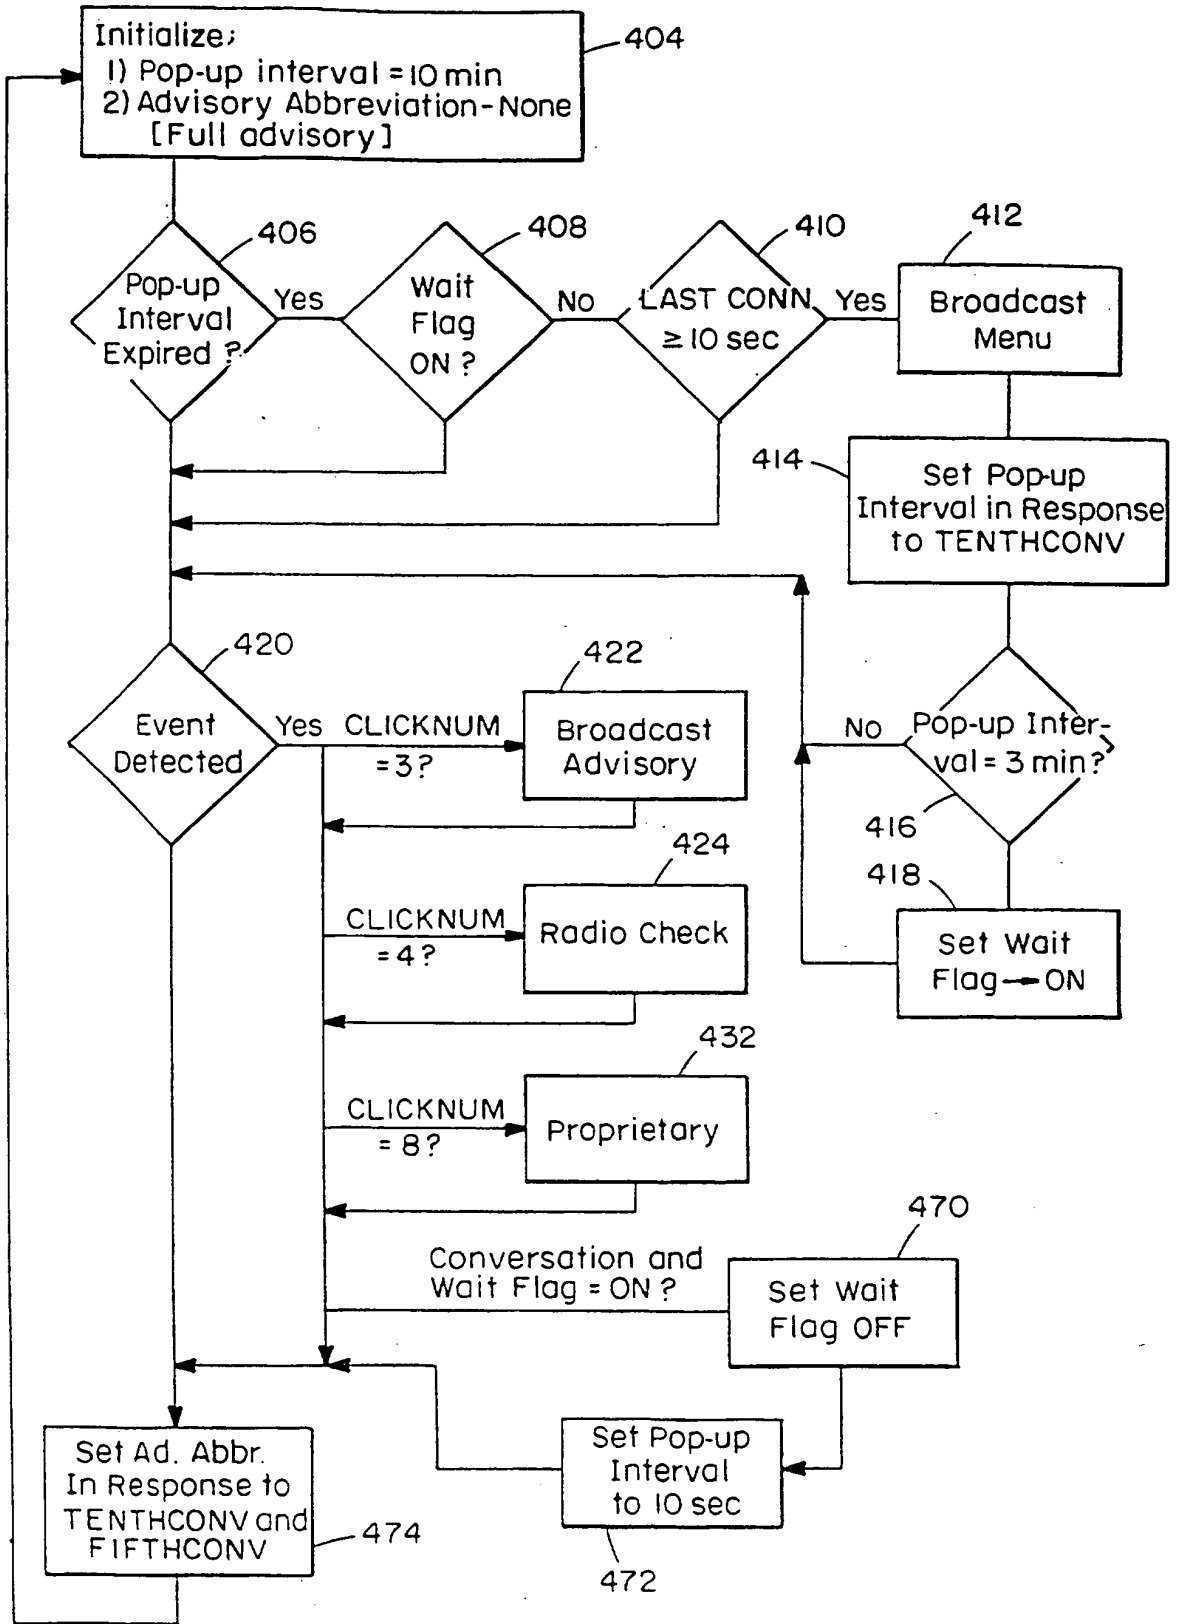 Initialize;
1) Pop-up interval = 10 min
2) Advisory Abbreviation-None
[Full advisory]
404
406
Pop-up
Interval
Expired ?
Yes
408
Wait
Flag
ON ?
No
410
LAST CONN
≥ 10 sec
Yes
412
Broadcast
Menu
414
Set Pop-up
Interval in Response
to TENTHCONV
No
Pop-up Inter-
val = 3 min?
416
418
Set Wait
Flag → ON
420
Event
Detected
Yes
CLICKNUM
= 3?
422
Broadcast
Advisory
CLICKNUM
= 4?
424
Radio Check
CLICKNUM
= 8?
432
Proprietary
Conversation and
Wait Flag = ON ?
470
Set Wait
Flag OFF
Set Pop-up
Interval
to 10 sec
472
Set Ad. Abbr.
In Response to
TENTHCONV and
FIFTHCONV
474